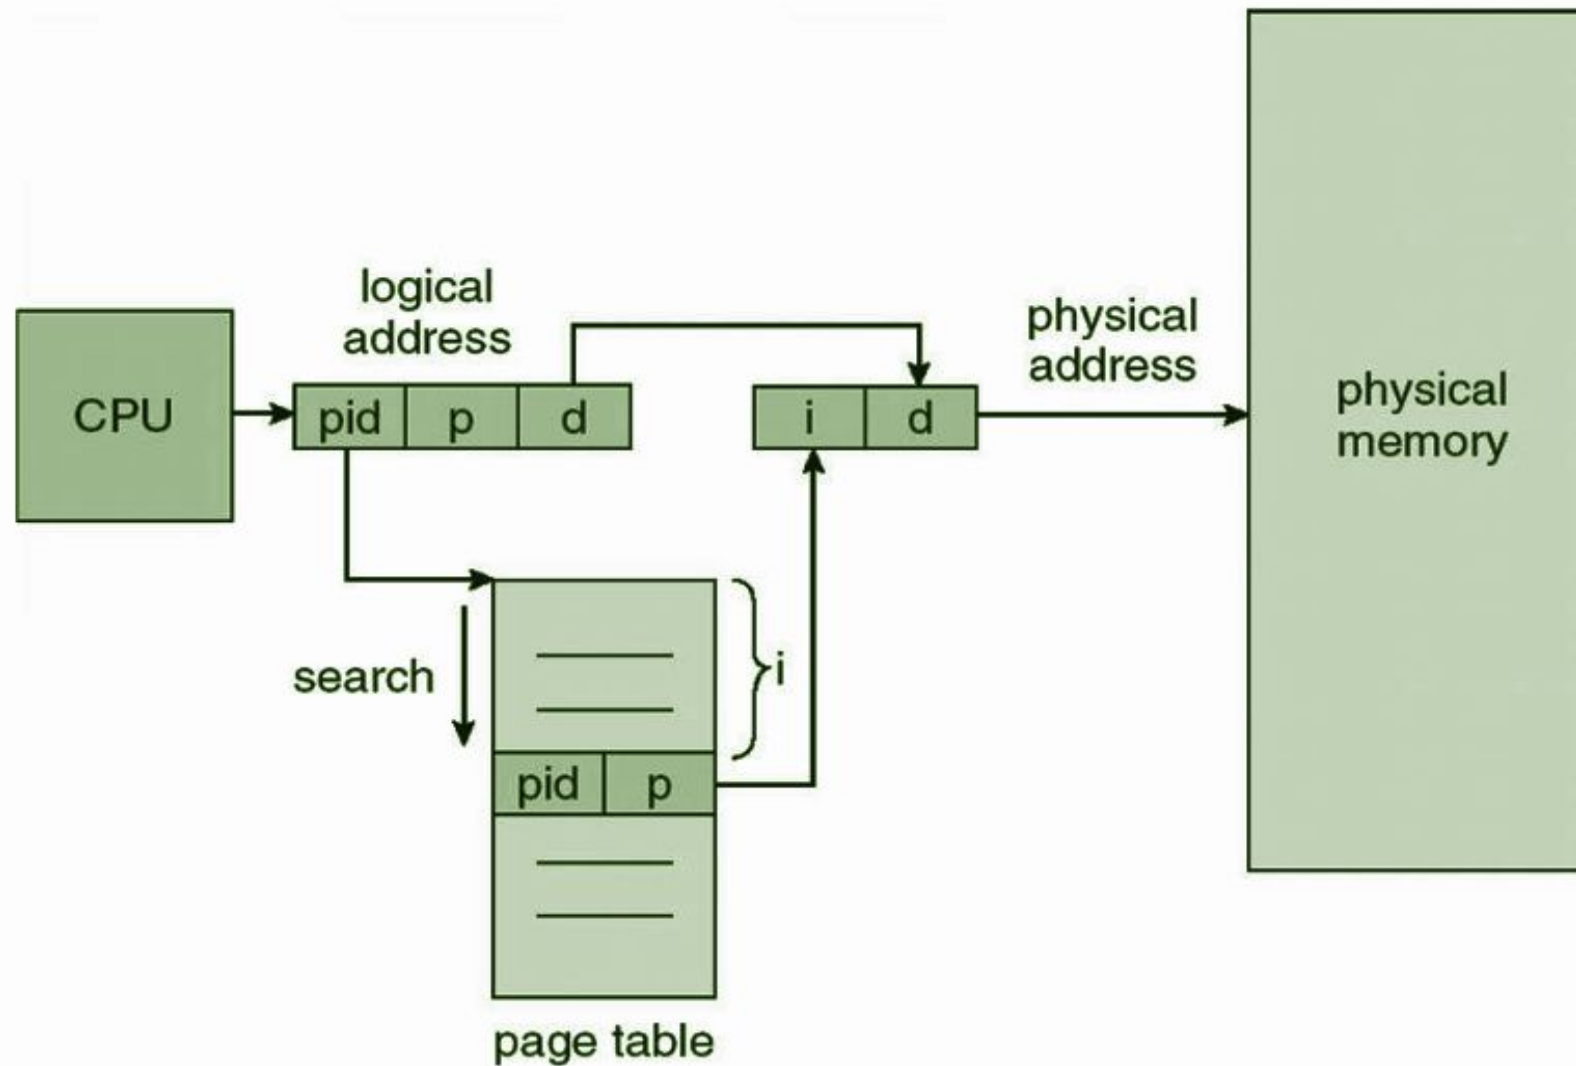 logical
address
physical
address
CPU
pid p d
i d
physical
memory
search
i
pid p
page table